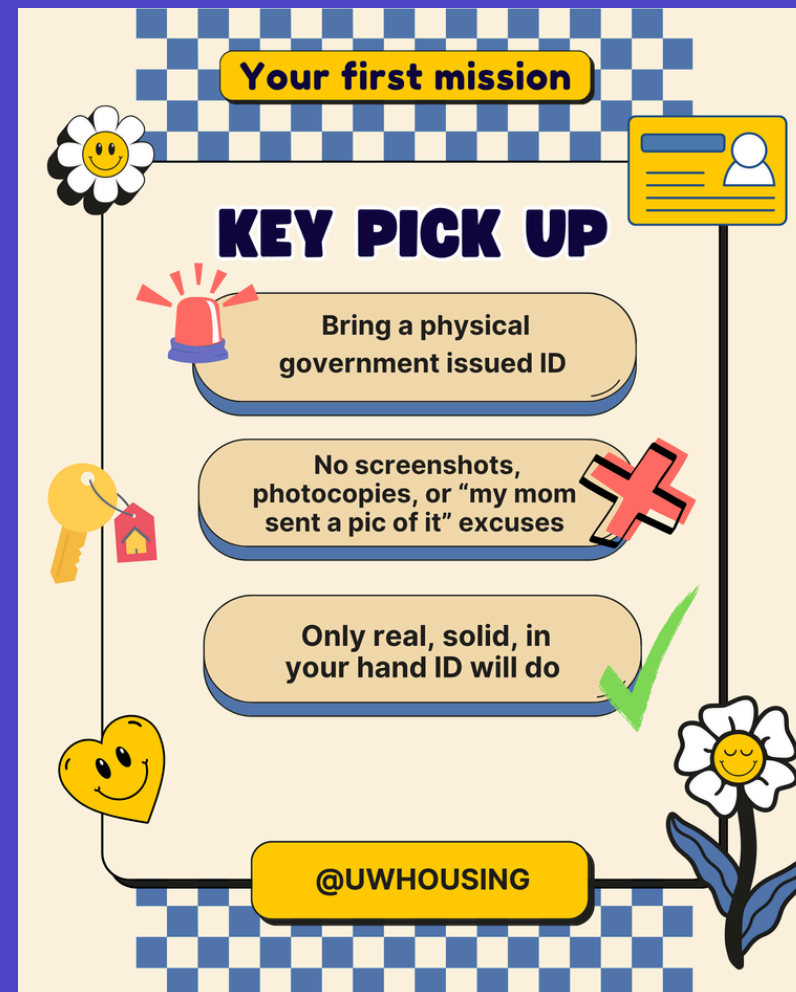 Your first mission
KEY PICK UP
Bring a physical
government issued ID
No screenshots,
photocopies, or “my mom
sent a pic of it” excuses
Only real, solid, in
your hand ID will do
@UWHOUSING